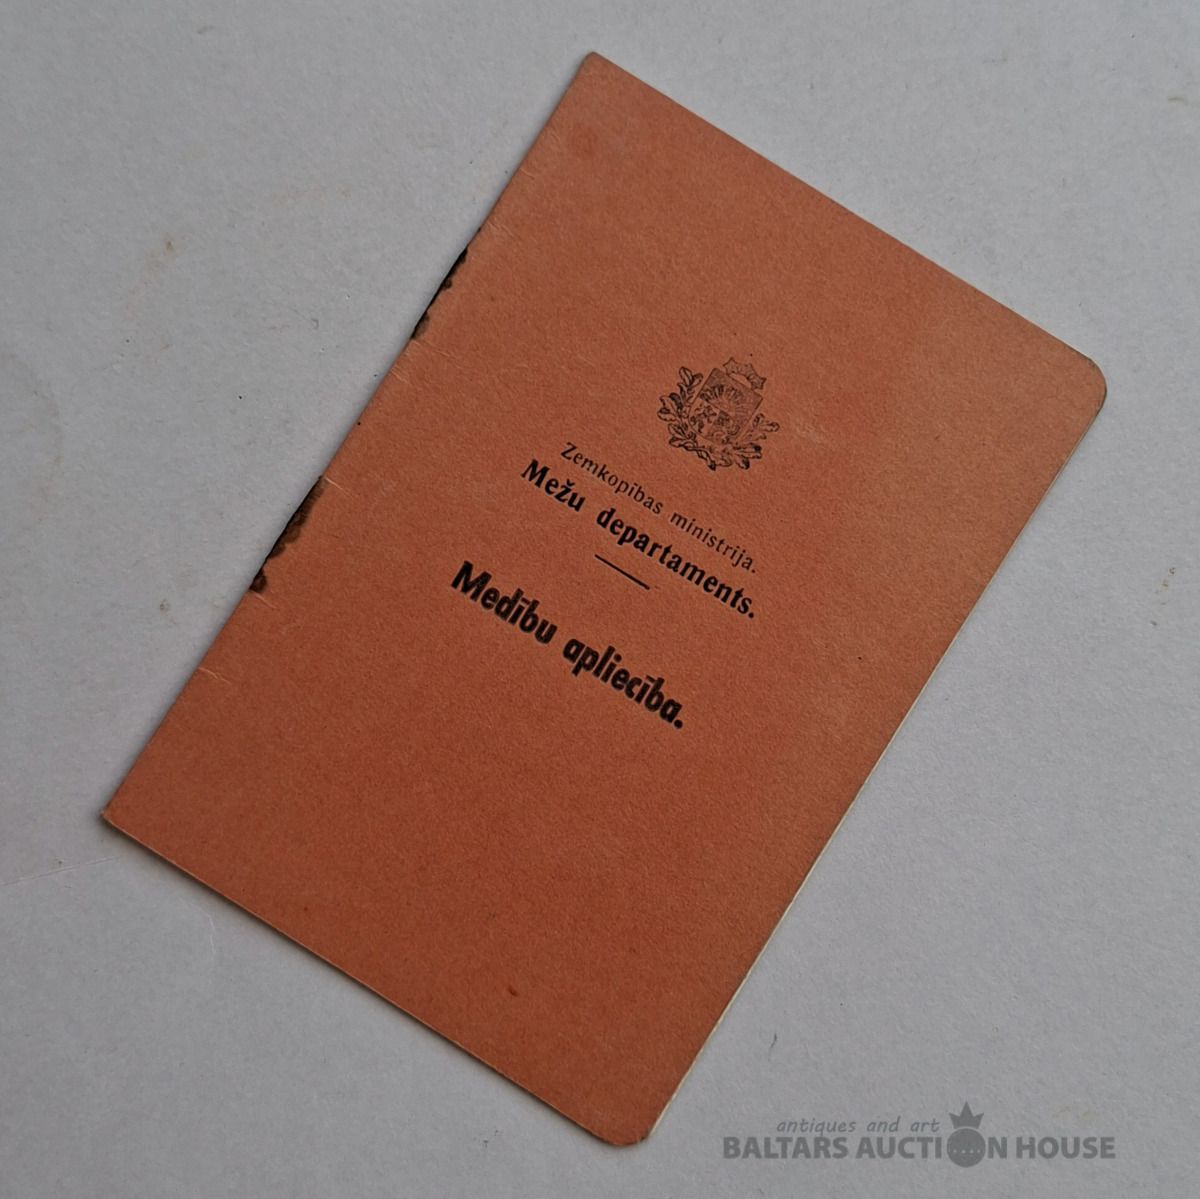 Zemkopības ministrija.
Mežu departaments.
Medību apliecība.
antiques and art
BALTARS AUCTION HOUSE